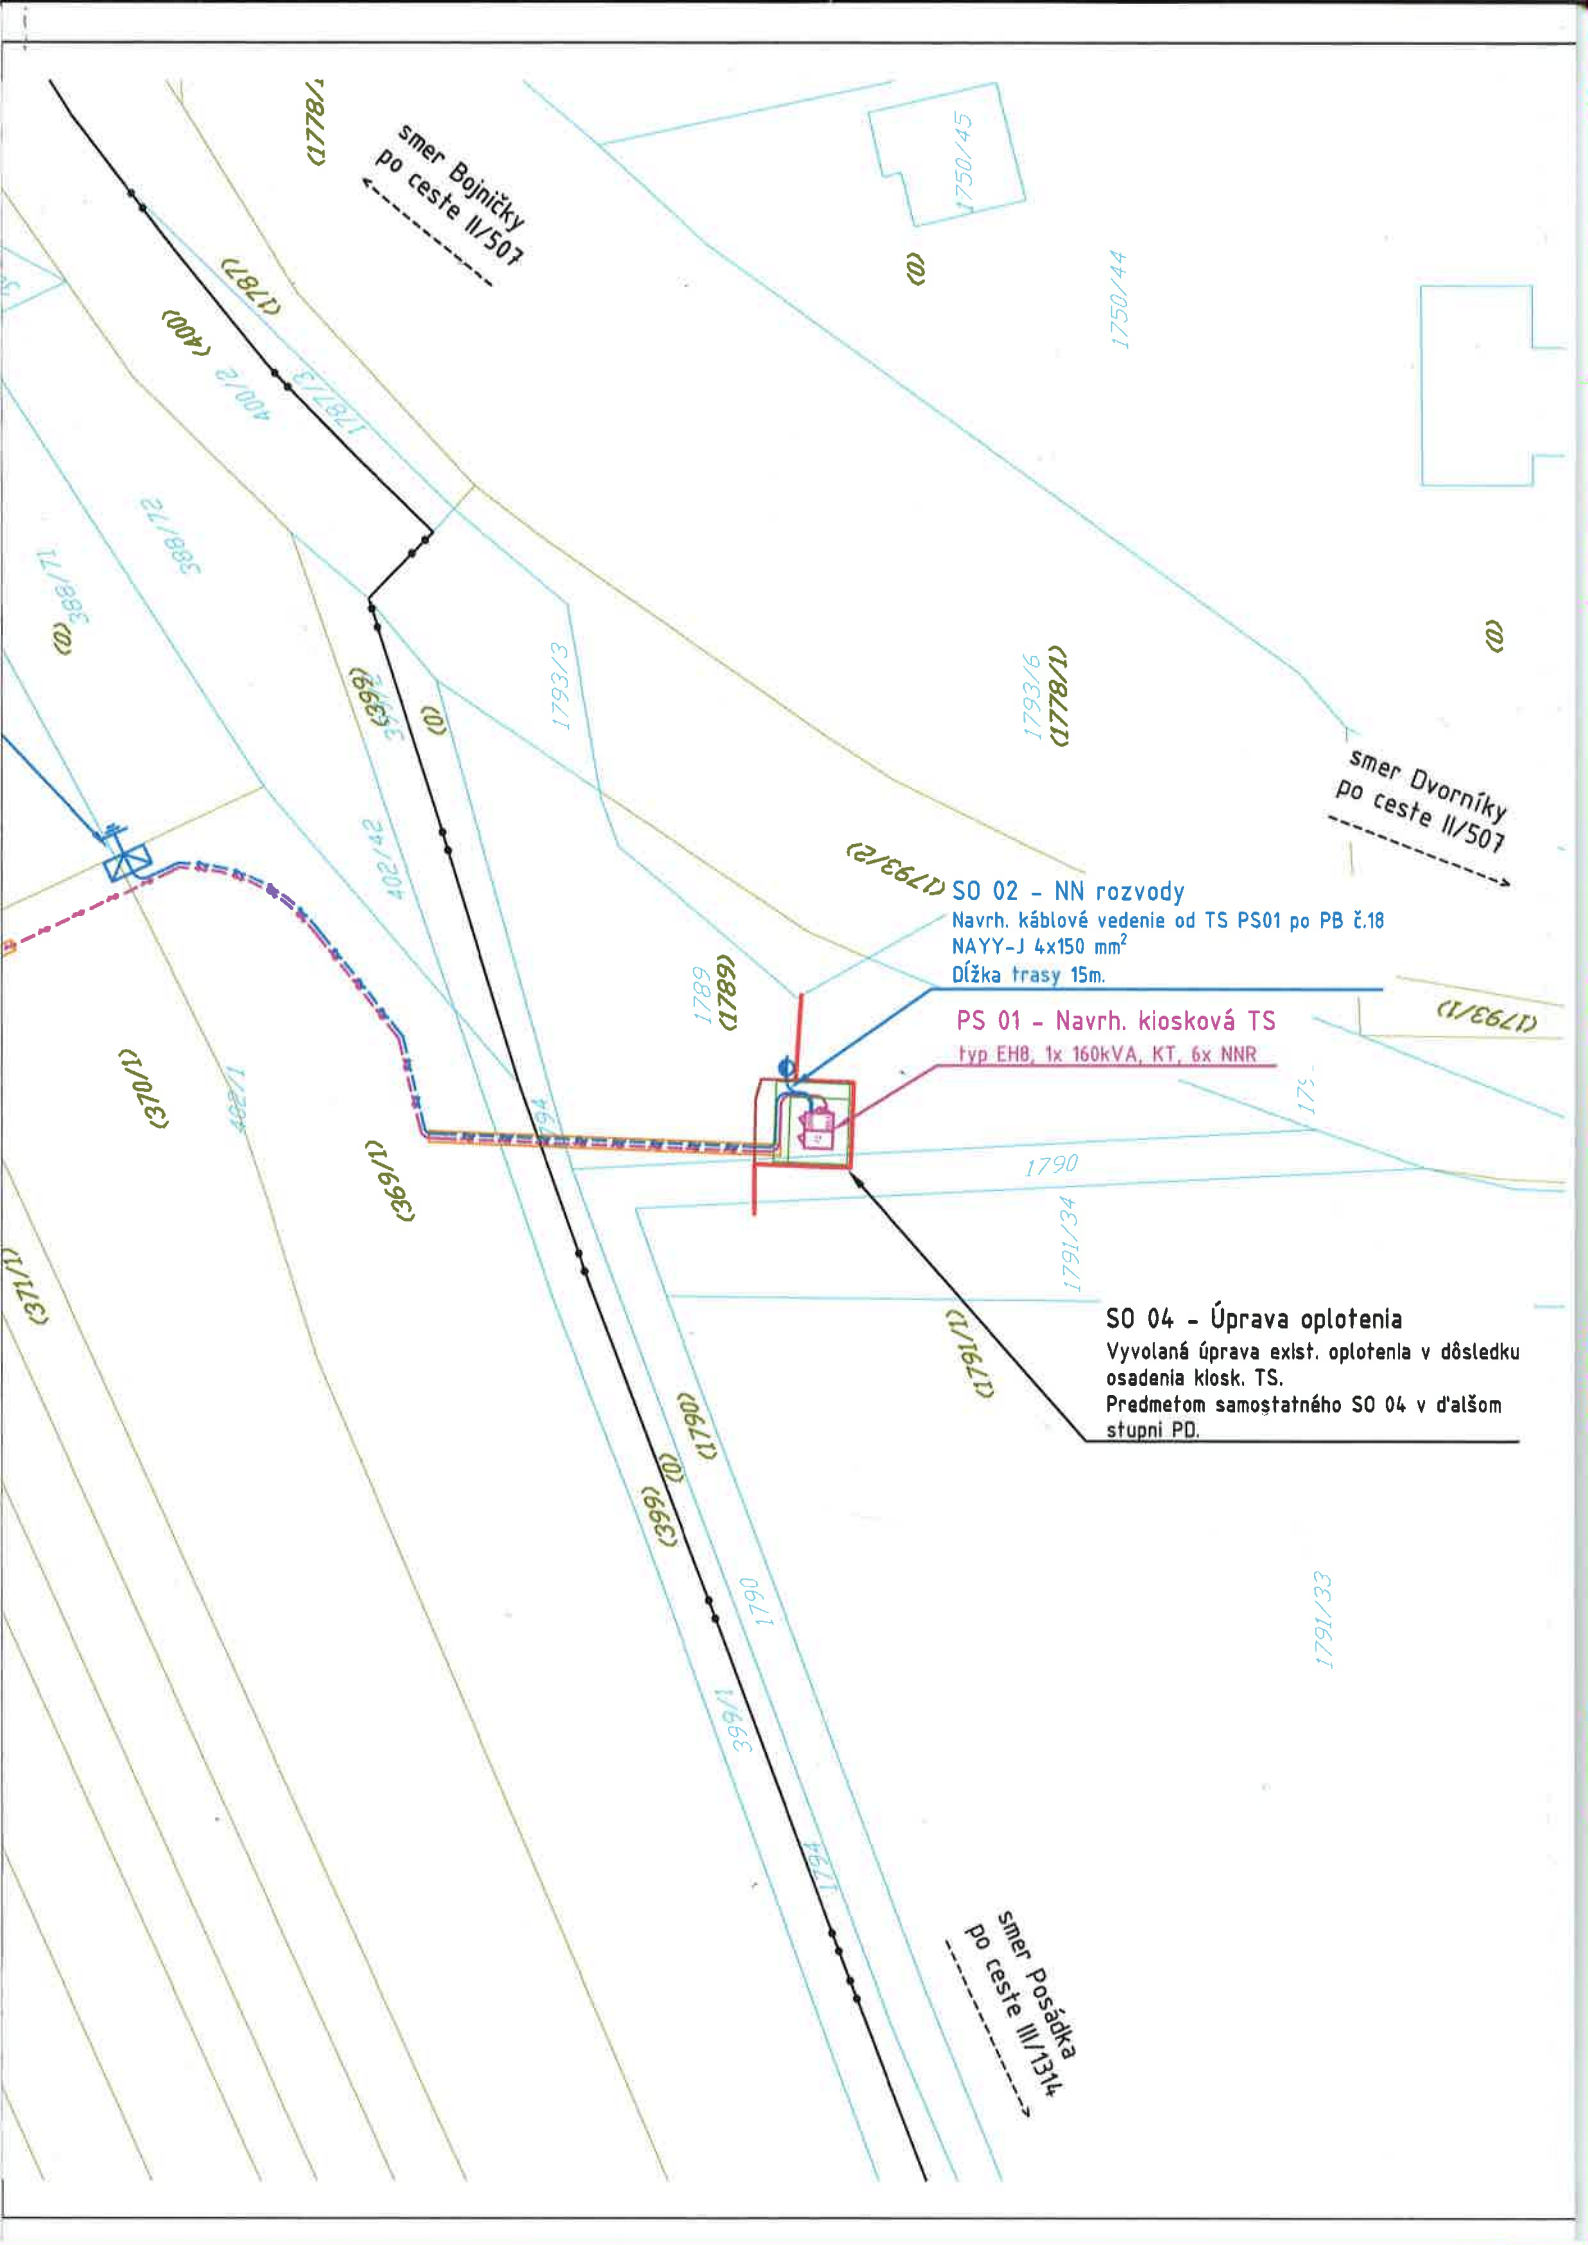 (1778/1
smer Bojničky
po ceste II/507
1750/45
(0)
1750/44
(1787)
(400)
400/2
1787/3
388/72
388/71
(0)
(399)
(0)
1793/3
1793/6
(1778/1)
(0)
smer Dvorníky
po ceste II/507
402/42
(1793/2)
SO 02 - NN rozvody
Navrh. káblové vedenie od TS PS01 po PB č.18
NAYY-J 4x150 mm²
Dĺžka trasy 15m.
1789
(1789)
(1793/1)
PS 01 - Navrh. kiosková TS
typ EH8, 1x 160kVA, KT, 6x NNR
(370/1)
402/1
794
179-
(369/1)
1790
1791/34
(371/1)
SO 04 - Úprava oplotenia
Vyvolaná úprava exist. oplotenia v dôsledku
osadenia kiosk. TS.
Predmetom samostatného SO 04 v ďalšom
stupni PD.
(1791/1)
(1790)
(0)
(399)
1790
1791/33
399/1
1794
smer Posádka
po ceste III/1314